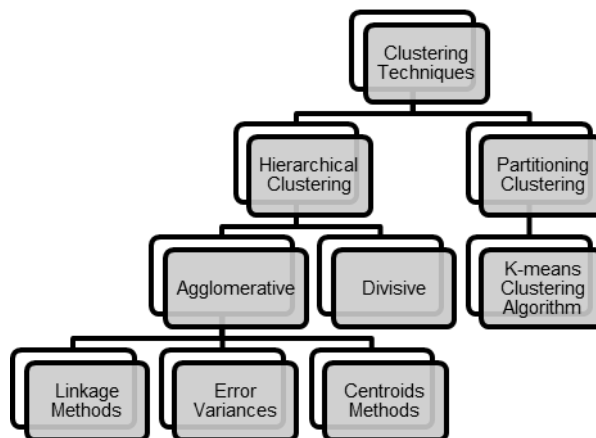 Clustering
Techniques
Hierarchical
Clustering
Partitioning
Clustering
Agglomerative
Divisive
K-means
Clustering
Algorithm
Linkage
Methods
Error
Variances
Centroids
Methods